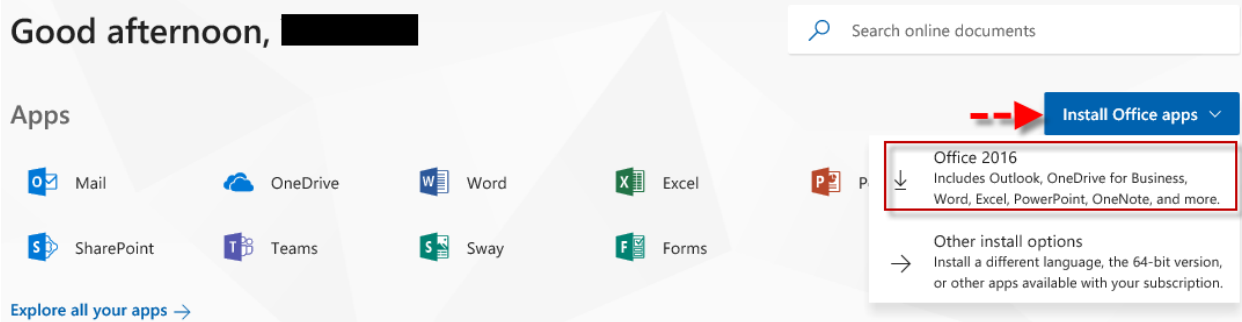 Good afternoon,
Search online documents
Apps
Install Office apps
Mail
OneDrive
Word
Excel
Office 2016
Includes Outlook, OneDrive for Business,
Word, Excel, PowerPoint, OneNote, and more.
SharePoint
Teams
Sway
Forms
Other install options
Install a different language, the 64-bit version,
or other apps available with your subscription.
Explore all your apps